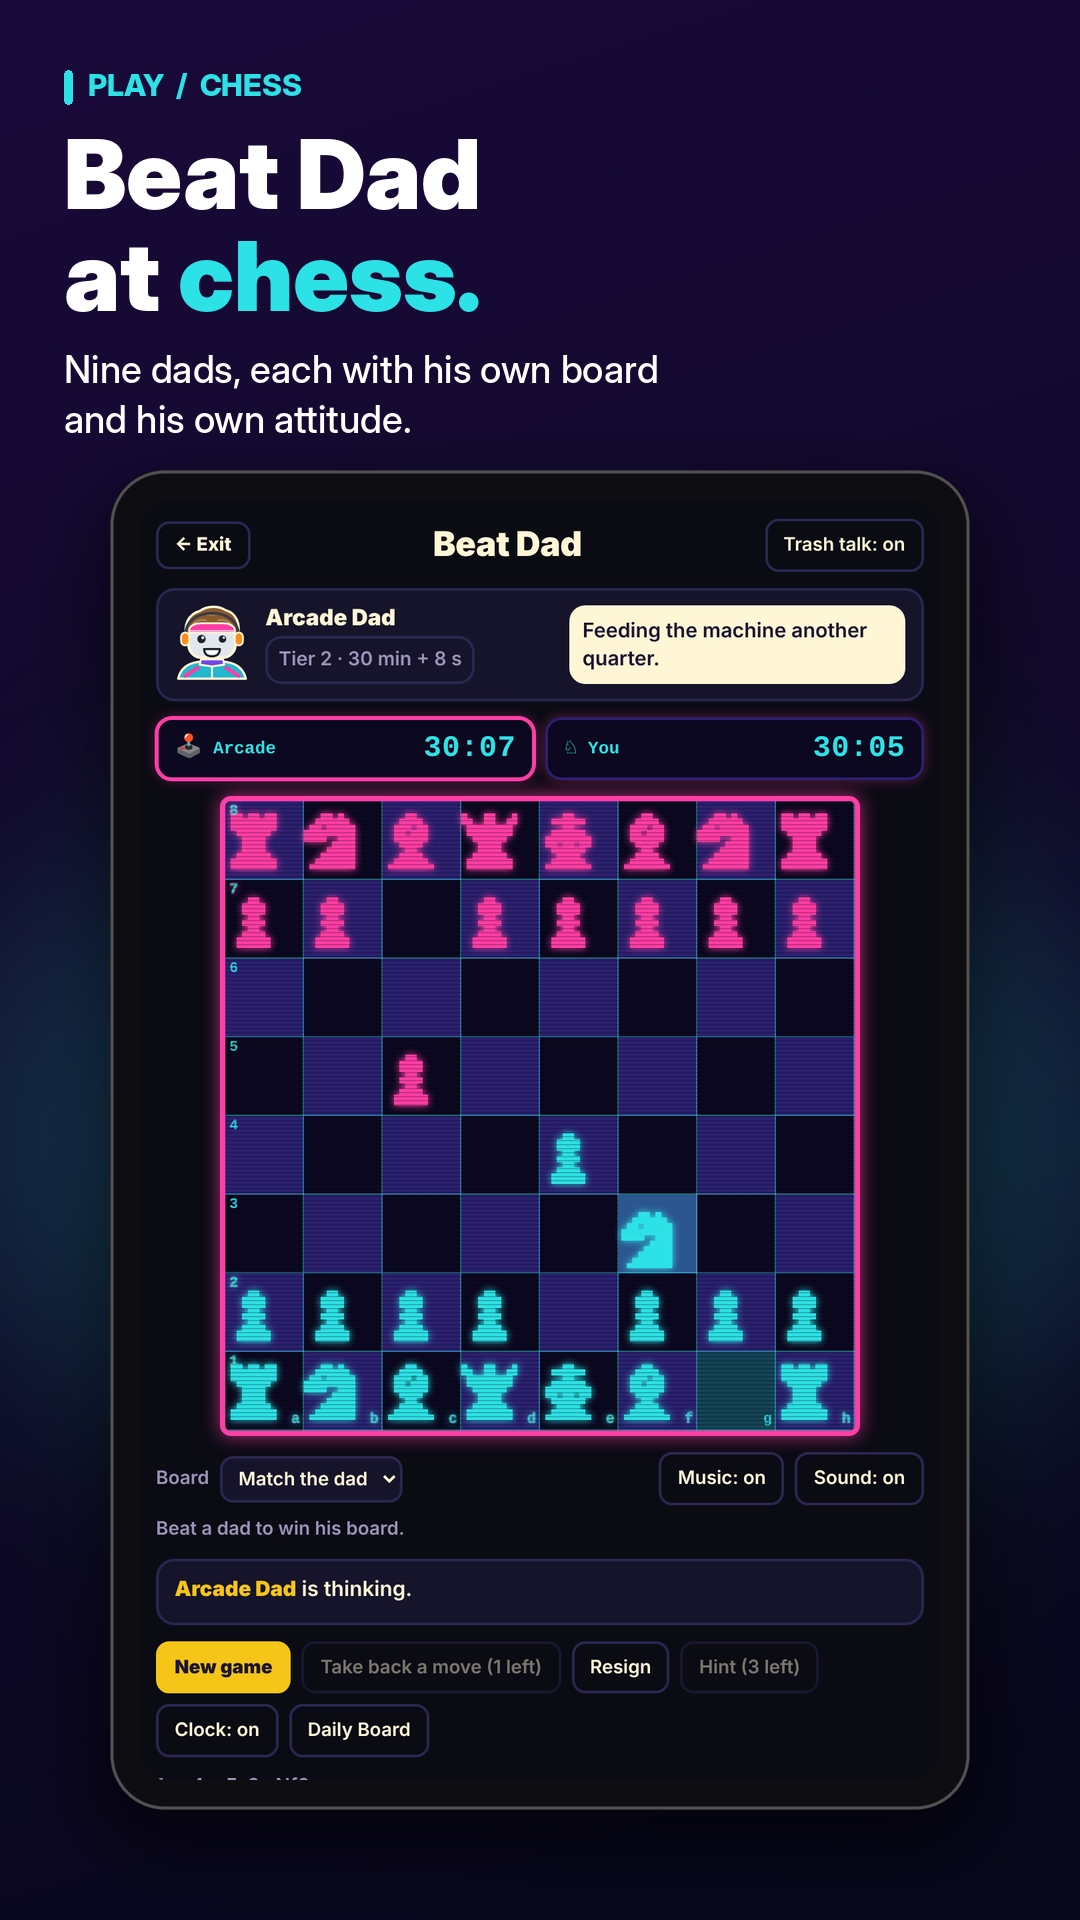 PLAY / CHESS
Beat Dad
at chess.
Nine dads, each with his own board
and his own attitude.
← Exit
Beat Dad
Trash talk: on
Arcade Dad
Tier 2 · 30 min + 8 s
Feeding the machine another
quarter.
Arcade 30:07
You 30:05
8
7
6
5
4
3
2
1
a b c d e f g h
Board Match the dad
Music: on
Sound: on
Beat a dad to win his board.
Arcade Dad is thinking.
New game
Take back a move (1 left)
Resign
Hint (3 left)
Clock: on
Daily Board